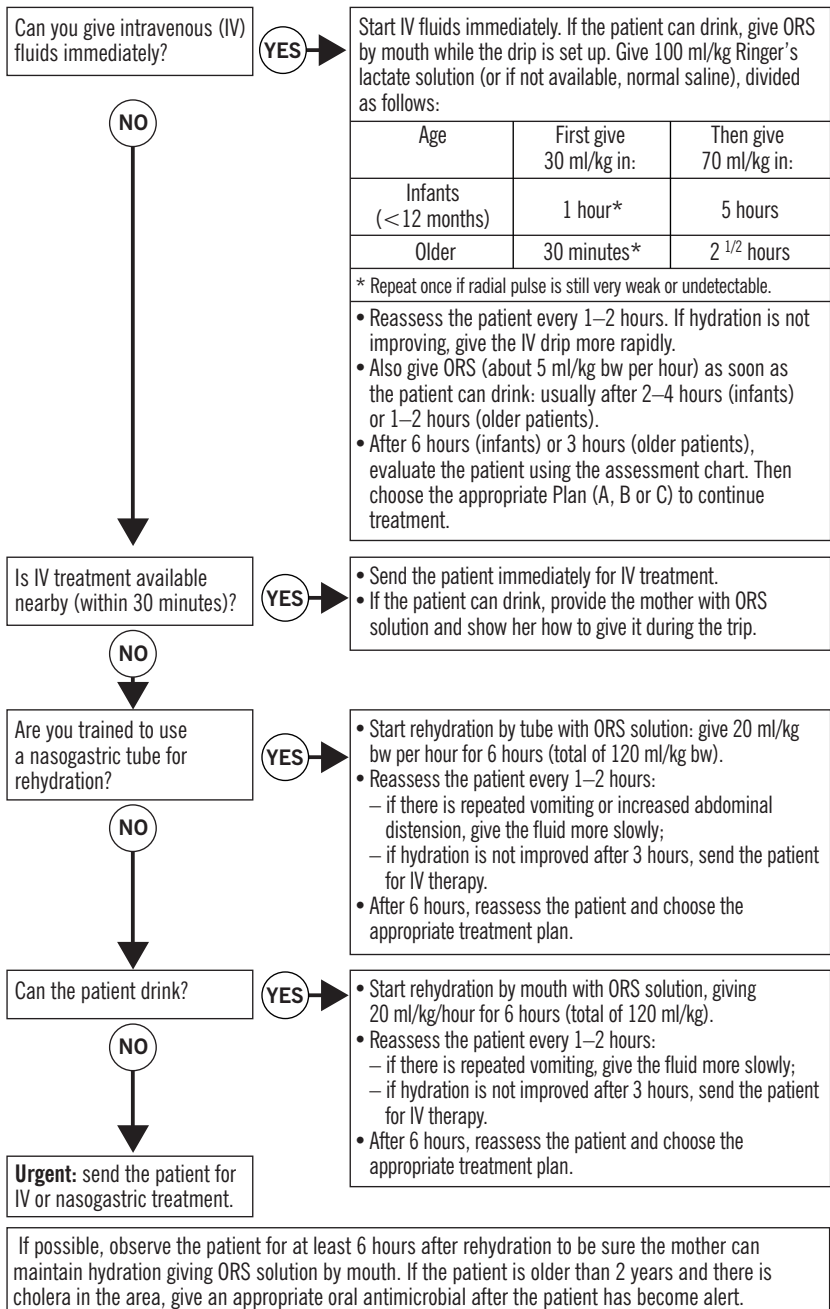 Can you give intravenous (IV)
fluids immediately?
YES
Start IV fluids immediately. If the patient can drink, give ORS
by mouth while the drip is set up. Give 100 ml/kg Ringer's
lactate solution (or if not available, normal saline), divided
as follows:
Age First give Then give
30 ml/kg in: 70 ml/kg in:
Infants
(<12 months) 1 hour* 5 hours
Older 30 minutes* 2 1/2 hours
* Repeat once if radial pulse is still very weak or undetectable.
• Reassess the patient every 1–2 hours. If hydration is not
improving, give the IV drip more rapidly.
• Also give ORS (about 5 ml/kg bw per hour) as soon as
the patient can drink: usually after 2–4 hours (infants)
or 1–2 hours (older patients).
• After 6 hours (infants) or 3 hours (older patients),
evaluate the patient using the assessment chart. Then
choose the appropriate Plan (A, B or C) to continue
treatment.
NO
Is IV treatment available
nearby (within 30 minutes)?
YES
• Send the patient immediately for IV treatment.
• If the patient can drink, provide the mother with ORS
solution and show her how to give it during the trip.
NO
Are you trained to use
a nasogastric tube for
rehydration?
YES
• Start rehydration by tube with ORS solution: give 20 ml/kg
bw per hour for 6 hours (total of 120 ml/kg bw).
• Reassess the patient every 1–2 hours:
– if there is repeated vomiting or increased abdominal
distension, give the fluid more slowly;
– if hydration is not improved after 3 hours, send the patient
for IV therapy.
• After 6 hours, reassess the patient and choose the
appropriate treatment plan.
NO
Can the patient drink?
YES
• Start rehydration by mouth with ORS solution, giving
20 ml/kg/hour for 6 hours (total of 120 ml/kg).
• Reassess the patient every 1–2 hours:
– if there is repeated vomiting, give the fluid more slowly;
– if hydration is not improved after 3 hours, send the patient
for IV therapy.
• After 6 hours, reassess the patient and choose the
appropriate treatment plan.
NO
Urgent: send the patient for
IV or nasogastric treatment.
If possible, observe the patient for at least 6 hours after rehydration to be sure the mother can
maintain hydration giving ORS solution by mouth. If the patient is older than 2 years and there is
cholera in the area, give an appropriate oral antimicrobial after the patient has become alert.